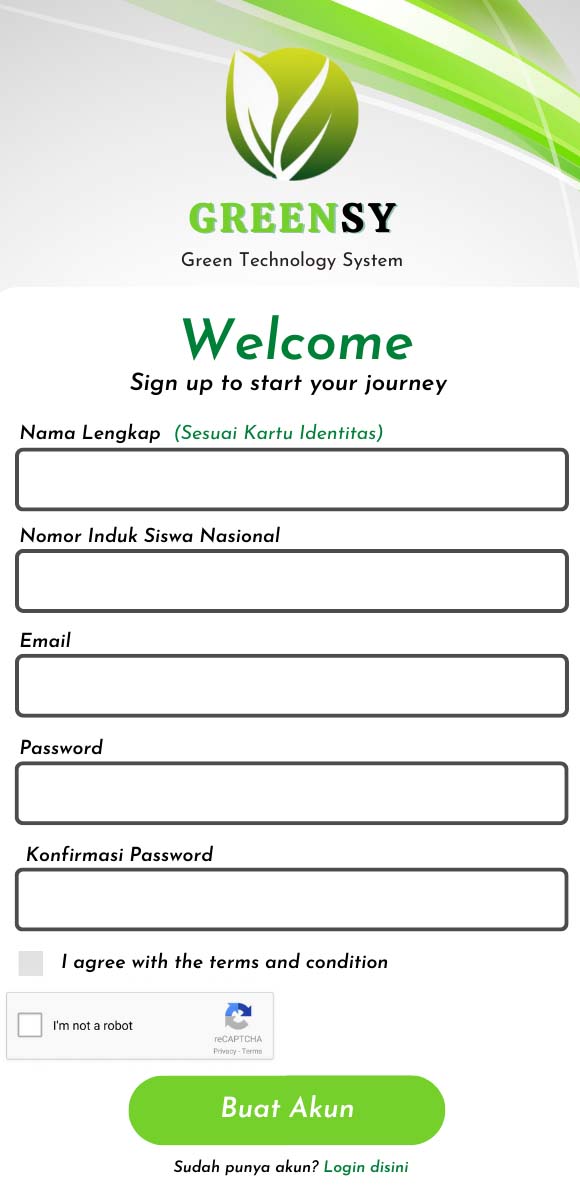 GREENSY
Green Technology System
Welcome
Sign up to start your journey
Nama Lengkap (Sesuai Kartu Identitas)
Nomor Induk Siswa Nasional
Email
Password
Konfirmasi Password
I agree with the terms and condition
I'm not a robot
reCAPTCHA
Privacy - Terms
Buat Akun
Sudah punya akun? Login disini